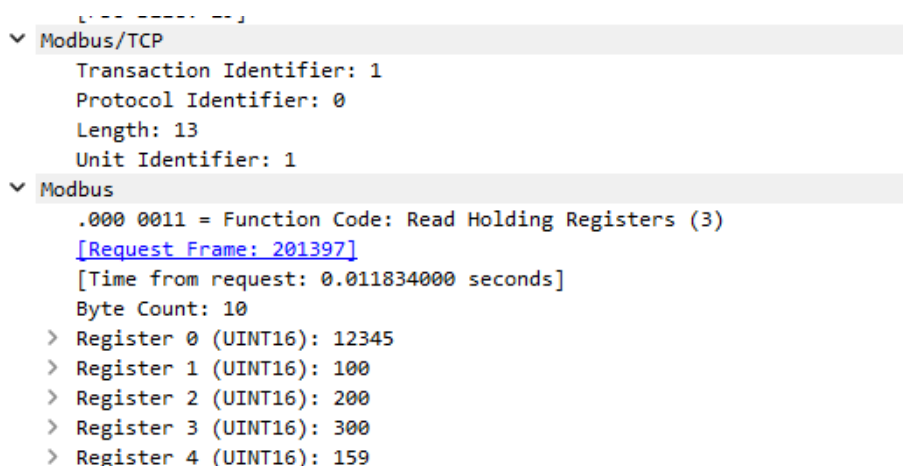 Modbus/TCP
Transaction Identifier: 1
Protocol Identifier: 0
Length: 13
Unit Identifier: 1
Modbus
.000 0011 = Function Code: Read Holding Registers (3)
[Request Frame: 201397]
[Time from request: 0.011834000 seconds]
Byte Count: 10
Register 0 (UINT16): 12345
Register 1 (UINT16): 100
Register 2 (UINT16): 200
Register 3 (UINT16): 300
Register 4 (UINT16): 159